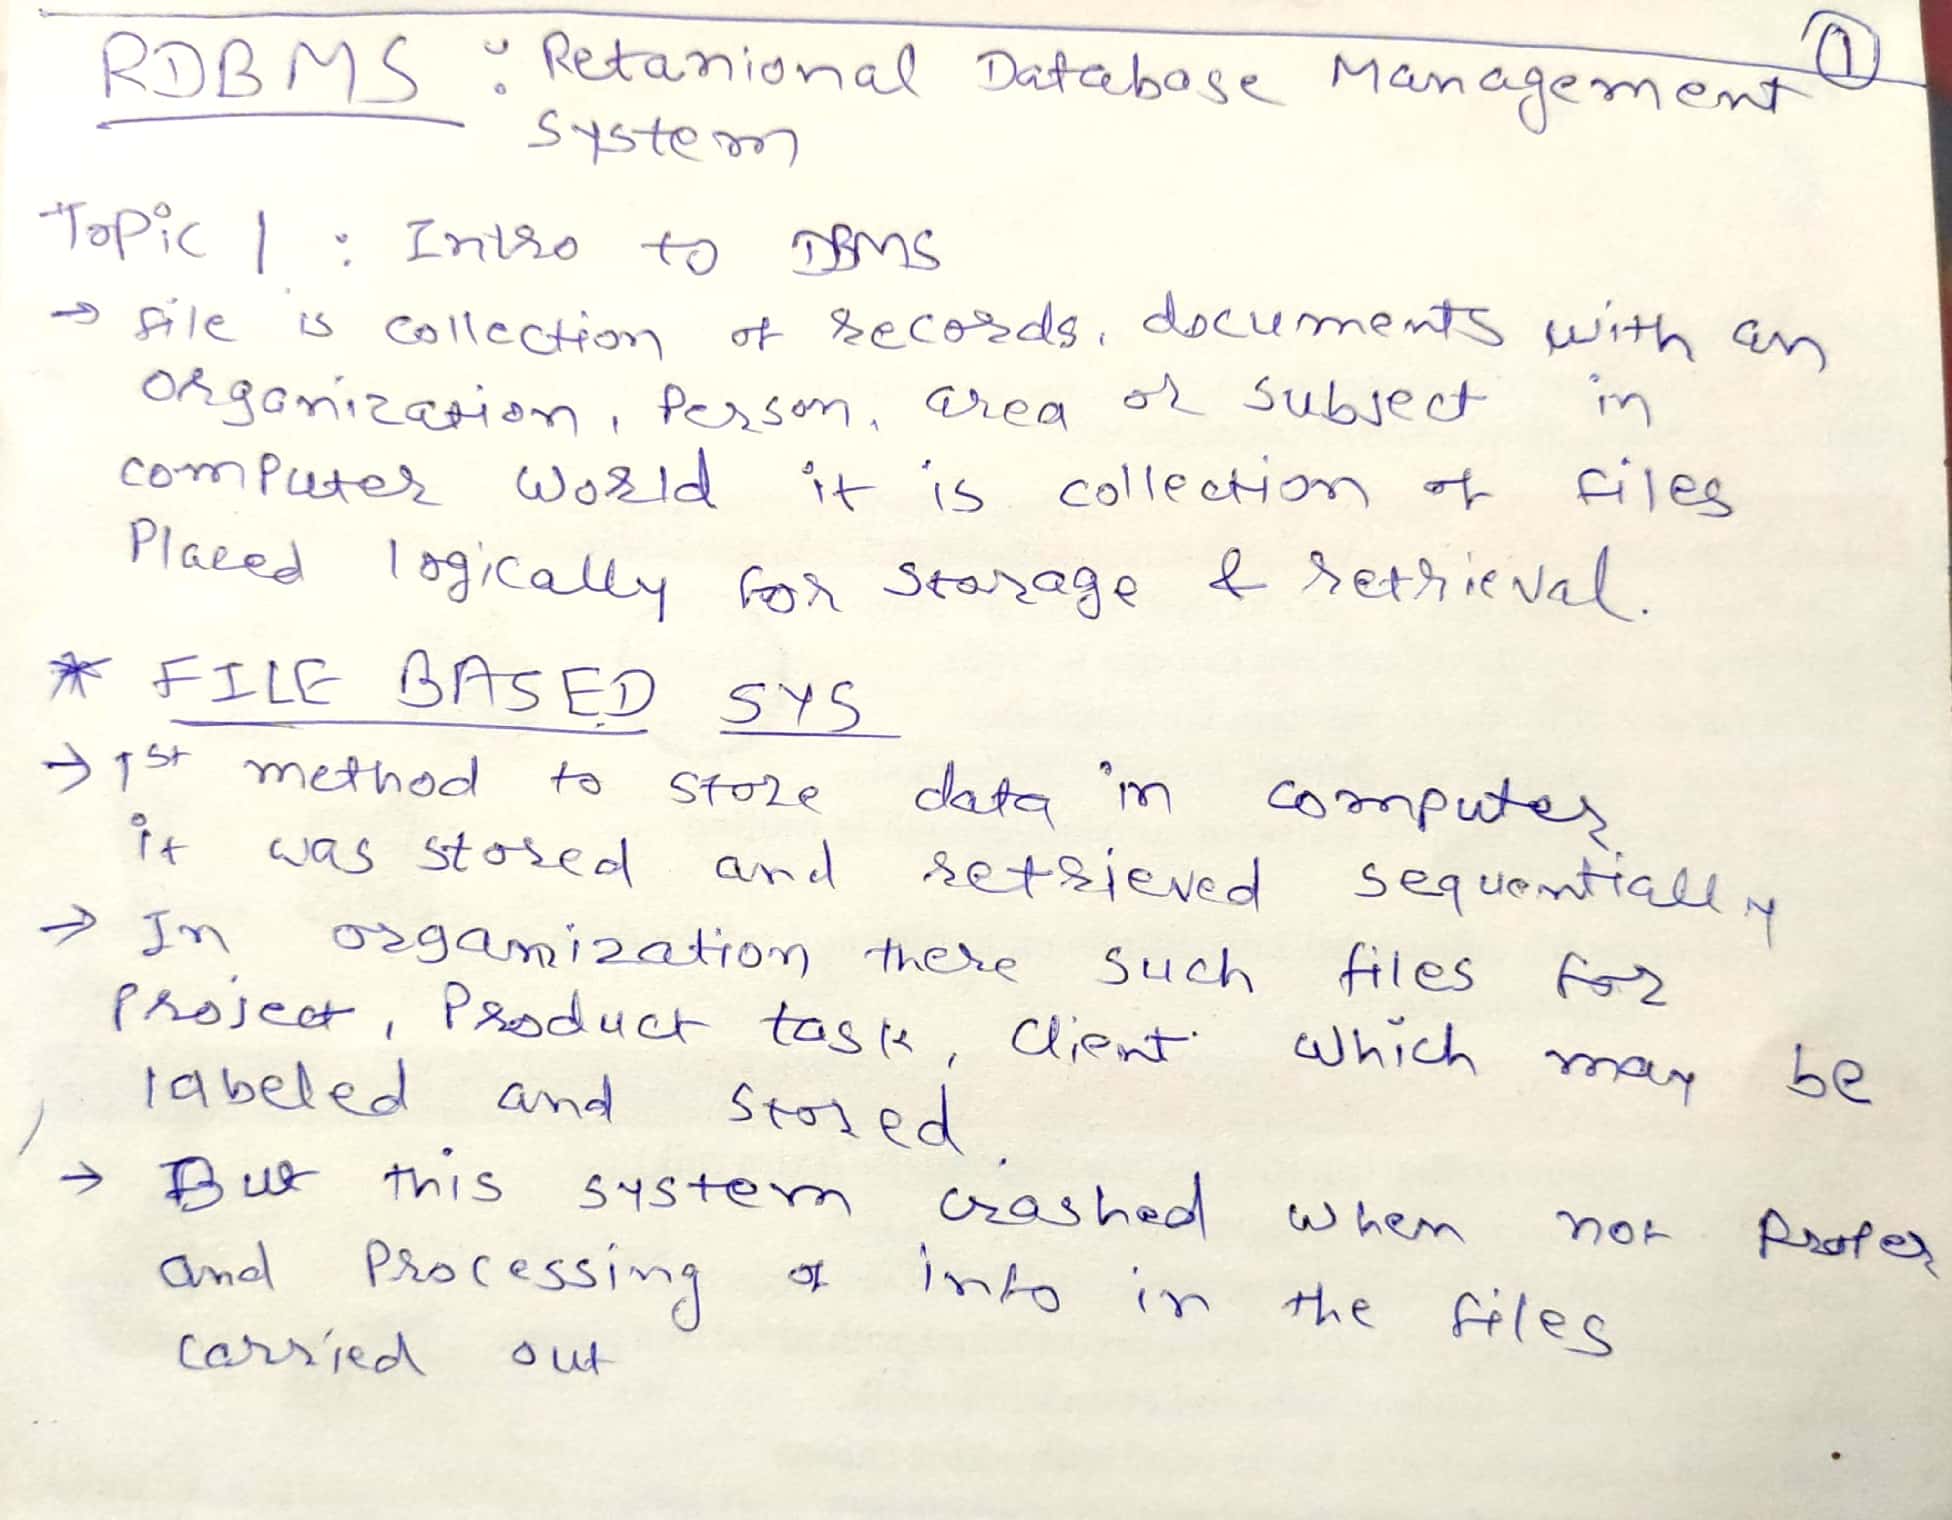 ①
RDBMS : Retanional Database Management
System
Topic 1 : Intro to DBMS
→ file is collection of records, documents with an
organization, Person, area or subject in
computer world it is collection of files
Placed logically for storage & retrieval.
* FILE BASED SYS
→ 1st method to store data in computer
it was stored and retrieved sequentially
→ In organization there such files for
Project, Product task, Client which may be
labeled and stored.
→ But this system crashed when not Proper
and Processing of info in the files
carried out